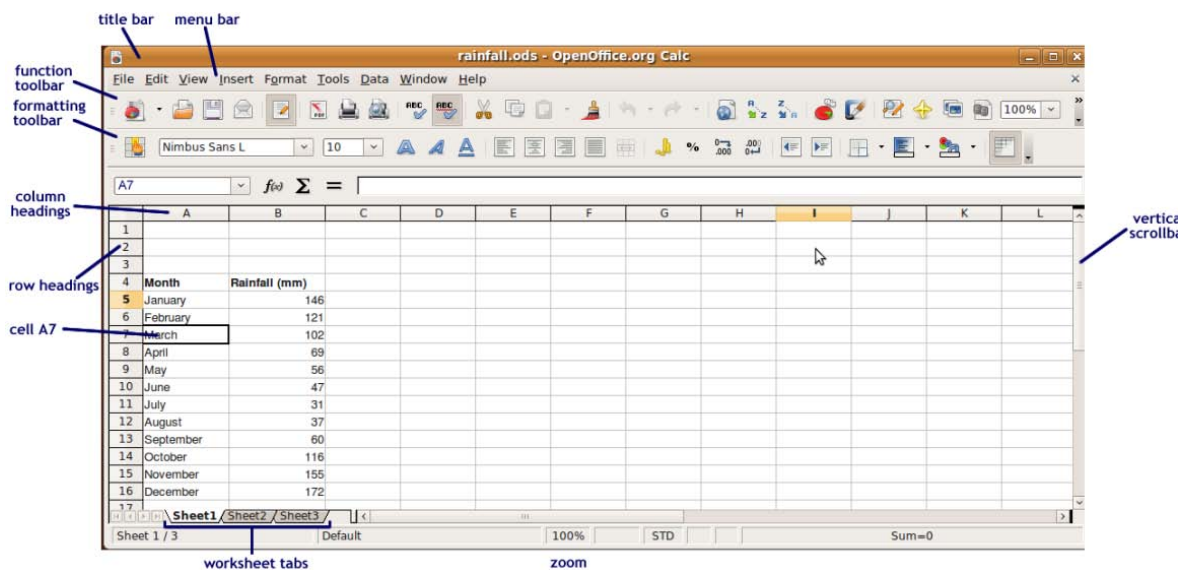 title bar menu bar
rainfall.ods - OpenOffice.org Calc
function
toolbar
File Edit View Insert Format Tools Data Window Help
100%
formatting
toolbar
Nimbus Sans L 10
A7 f(x) Σ =
column
headings
A B C D E F G H I J K L
vertica
scrollba
1
2
3
row headings
4 Month Rainfall (mm)
5 January 146
6 February 121
cell A7
7 March 102
8 April 69
9 May 56
10 June 47
11 July 31
12 August 37
13 September 60
14 October 116
15 November 155
16 December 172
17
Sheet1 Sheet2 Sheet3
Sheet 1 / 3 Default 100% STD Sum=0
worksheet tabs zoom